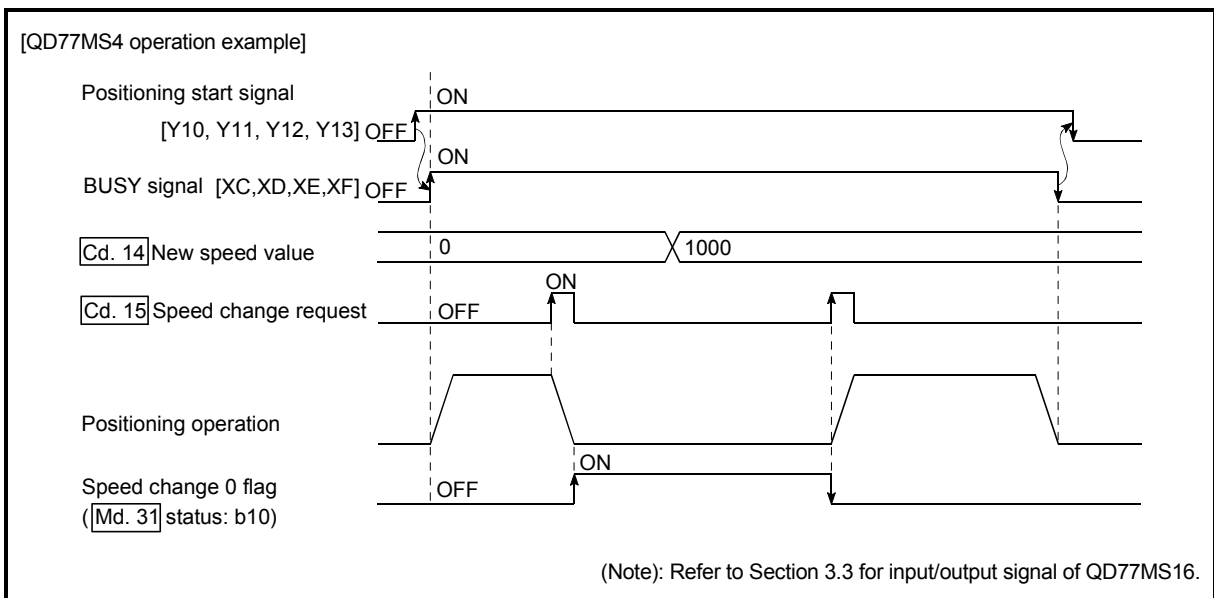 [QD77MS4 operation example]
Positioning start signal
[Y10, Y11, Y12, Y13] OFF
ON
BUSY signal [XC,XD,XE,XF] OFF
ON
Cd. 14 New speed value
0
1000
Cd. 15 Speed change request
OFF
ON
Positioning operation
Speed change 0 flag
( Md. 31 status: b10)
OFF
ON
(Note): Refer to Section 3.3 for input/output signal of QD77MS16.